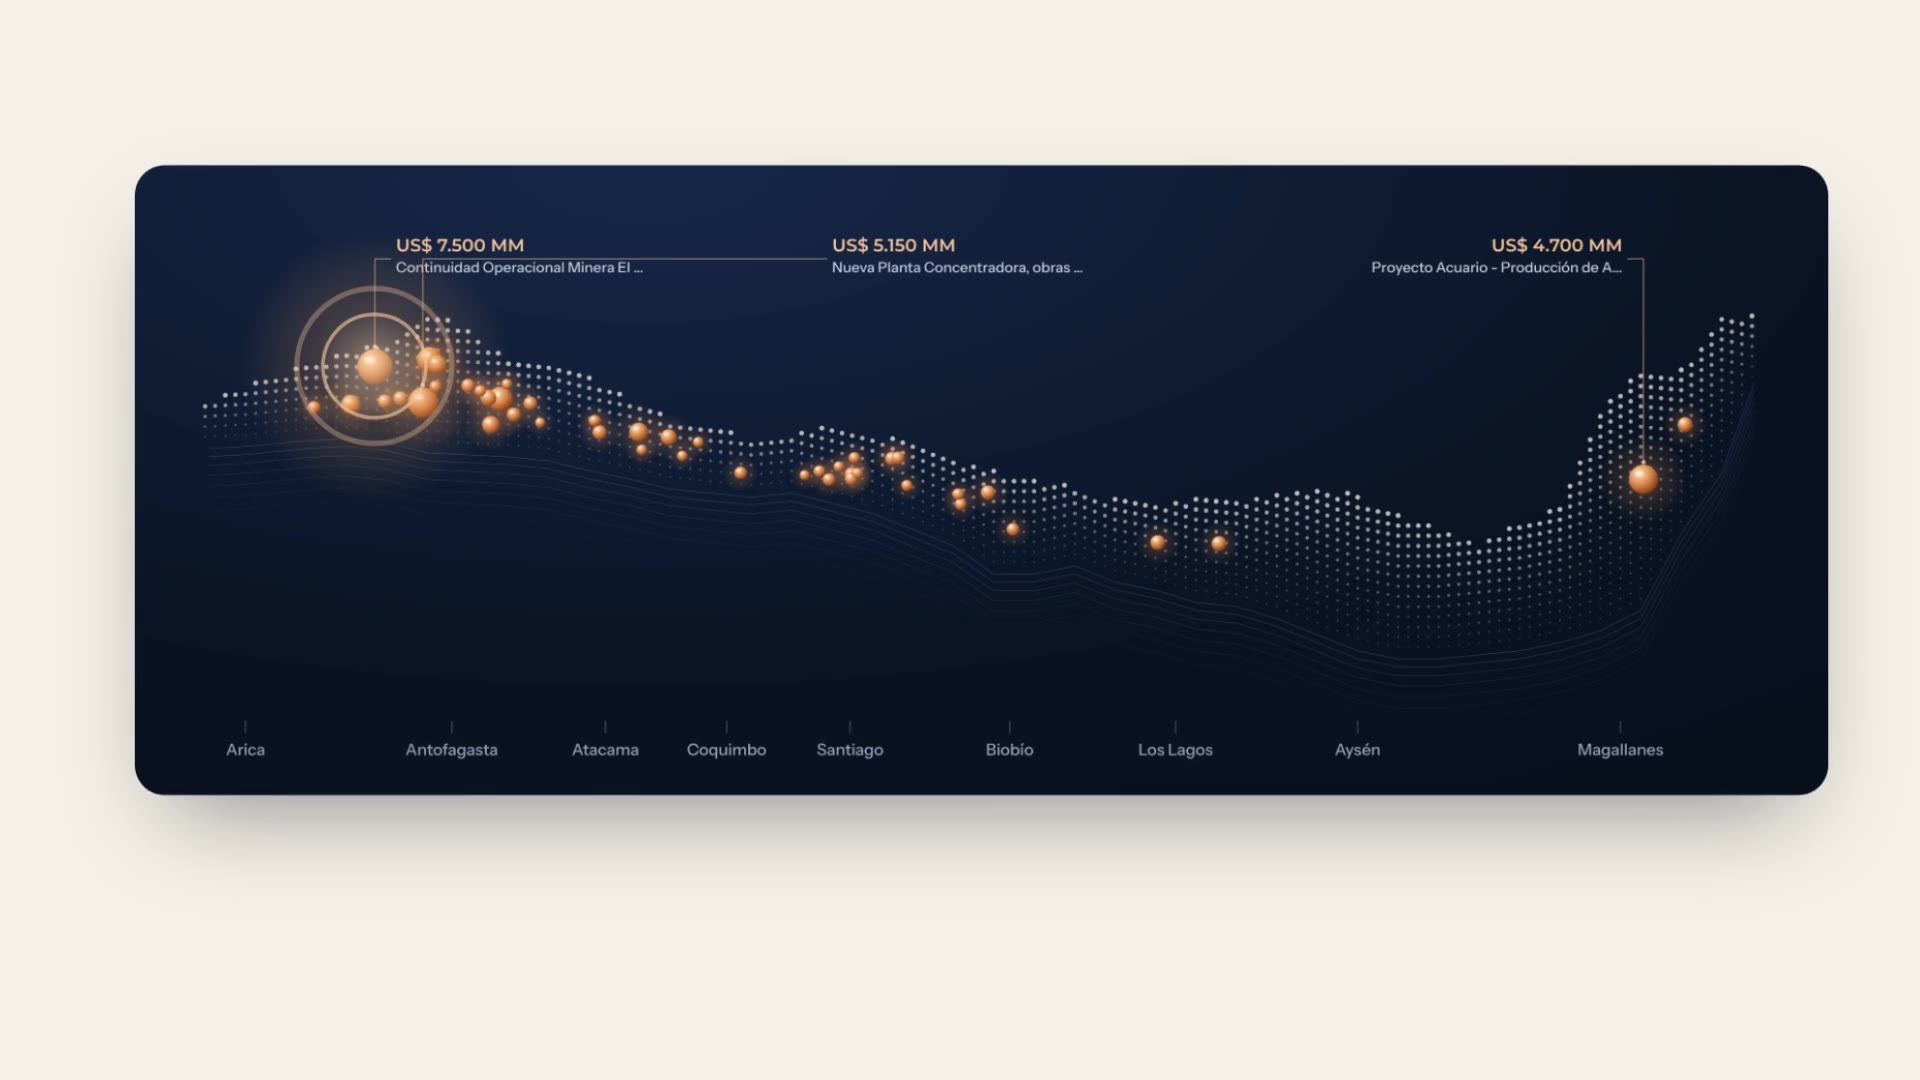 US$ 7.500 MM
Continuidad Operacional Minera El ...
US$ 5.150 MM
Nueva Planta Concentradora, obras ...
US$ 4.700 MM
Proyecto Acuario - Producción de A...
Arica
Antofagasta
Atacama
Coquimbo
Santiago
Biobío
Los Lagos
Aysén
Magallanes